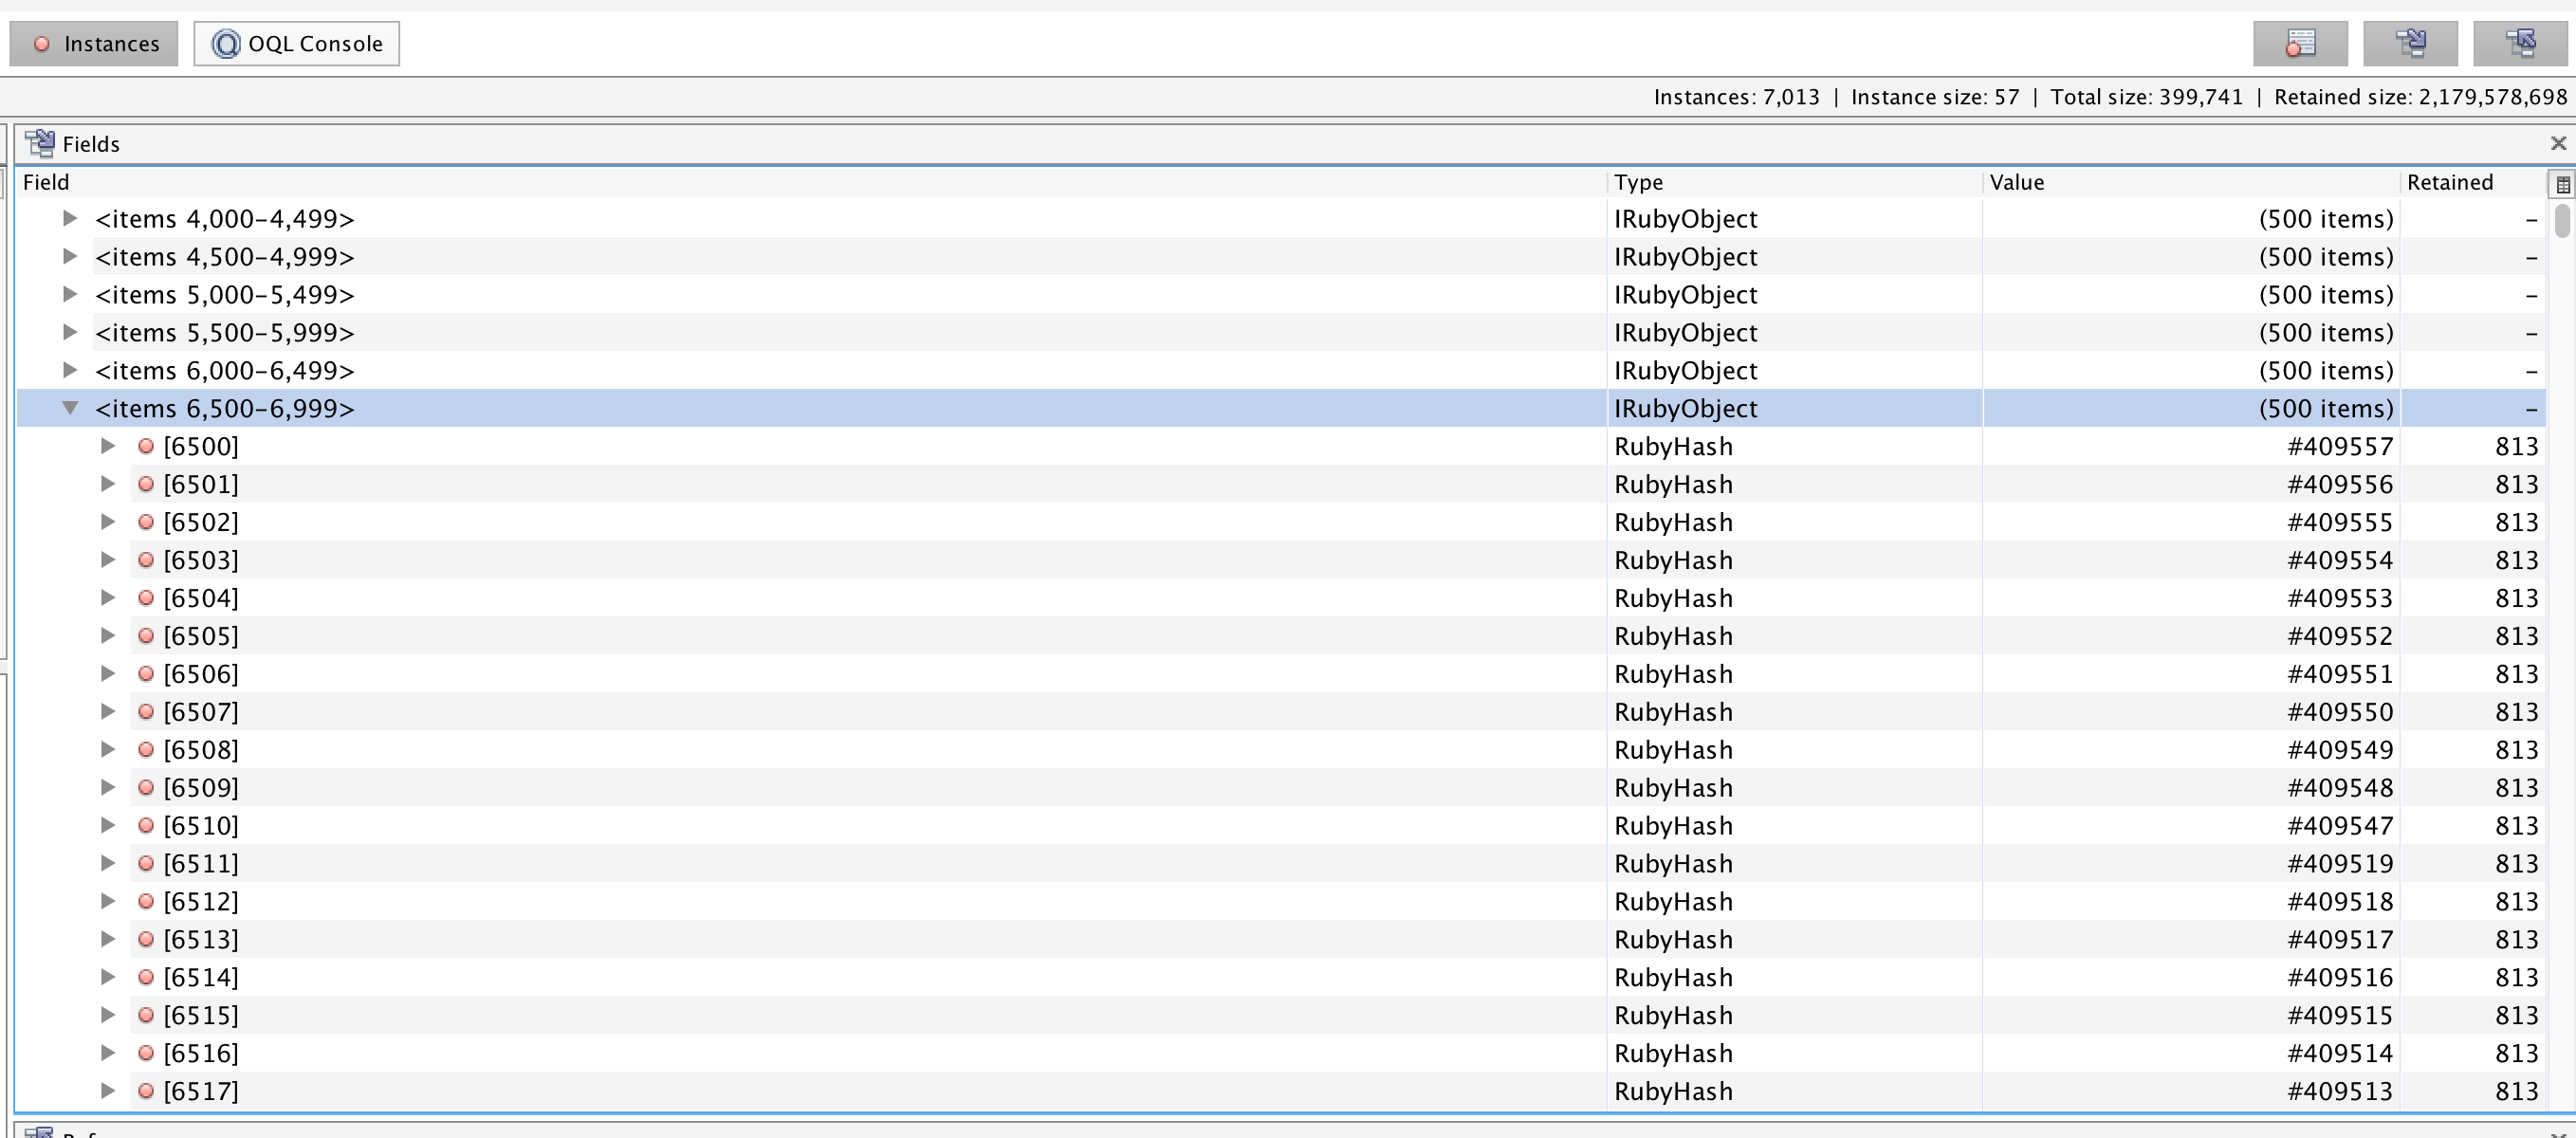 Instances OQL Console
Instances: 7,013 | Instance size: 57 | Total size: 399,741 | Retained size: 2,179,578,698
Fields
Field Type Value Retained
<items 4,000-4,499> IRubyObject (500 items) -
<items 4,500-4,999> IRubyObject (500 items) -
<items 5,000-5,499> IRubyObject (500 items) -
<items 5,500-5,999> IRubyObject (500 items) -
<items 6,000-6,499> IRubyObject (500 items) -
<items 6,500-6,999> IRubyObject (500 items) -
[6500] RubyHash #409557 813
[6501] RubyHash #409556 813
[6502] RubyHash #409555 813
[6503] RubyHash #409554 813
[6504] RubyHash #409553 813
[6505] RubyHash #409552 813
[6506] RubyHash #409551 813
[6507] RubyHash #409550 813
[6508] RubyHash #409549 813
[6509] RubyHash #409548 813
[6510] RubyHash #409547 813
[6511] RubyHash #409519 813
[6512] RubyHash #409518 813
[6513] RubyHash #409517 813
[6514] RubyHash #409516 813
[6515] RubyHash #409515 813
[6516] RubyHash #409514 813
[6517] RubyHash #409513 813